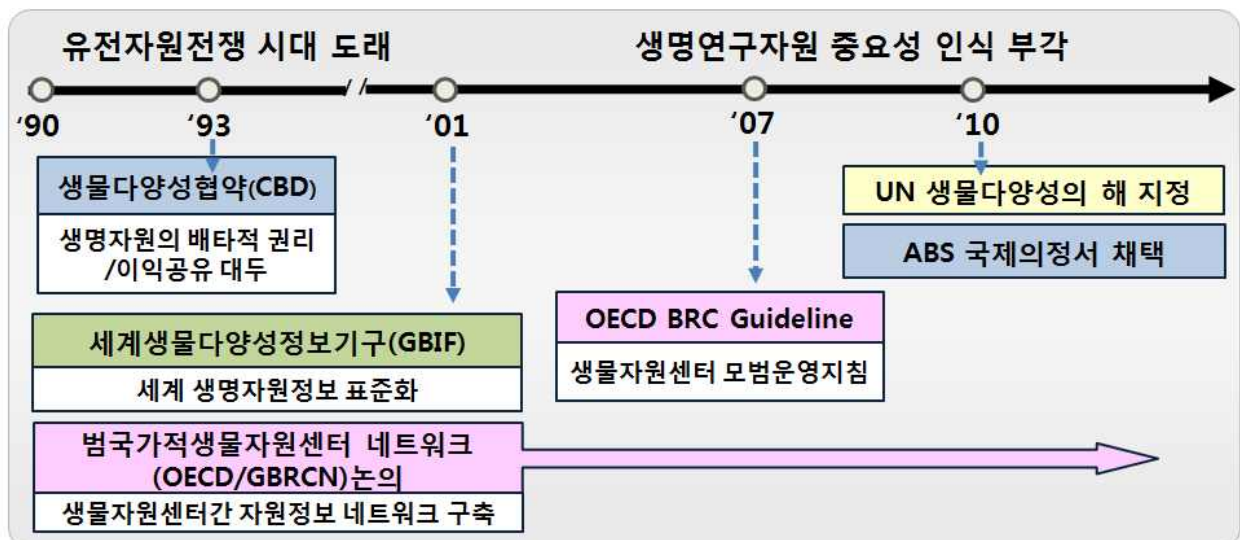 유전자원전쟁 시대 도래
생명연구자원 중요성 인식 부각
‘90
‘93
‘01
‘07
‘10
생물다양성협약(CBD)
생명자원의 배타적 권리
/이익공유 대두
UN 생물다양성의 해 지정
ABS 국제의정서 채택
세계생물다양성정보기구(GBIF)
세계 생명자원정보 표준화
OECD BRC Guideline
생물자원센터 모범운영지침
범국가적생물자원센터 네트워크
(OECD/GBRCN)논의
생물자원센터간 자원정보 네트워크 구축